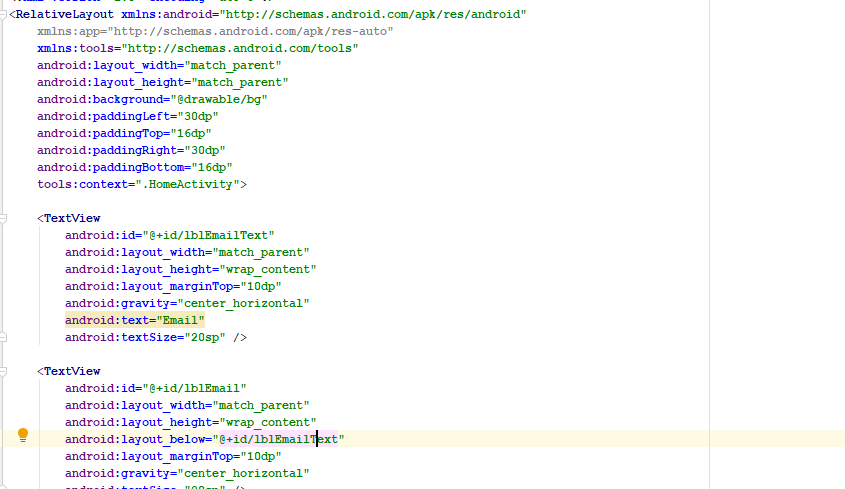 <RelativeLayout xmlns:android="http://schemas.android.com/apk/res/android"
xmlns:app="http://schemas.android.com/apk/res-auto"
xmlns:tools="http://schemas.android.com/tools"
android:layout_width="match_parent"
android:layout_height="match_parent"
android:background="@drawable/bg"
android:paddingLeft="30dp"
android:paddingTop="16dp"
android:paddingRight="30dp"
android:paddingBottom="16dp"
tools:context=".HomeActivity">
<TextView
android:id="@+id/lblEmailText"
android:layout_width="match_parent"
android:layout_height="wrap_content"
android:layout_marginTop="10dp"
android:gravity="center_horizontal"
android:text="Email"
android:textSize="20sp" />
<TextView
android:id="@+id/lblEmail"
android:layout_width="match_parent"
android:layout_height="wrap_content"
android:layout_below="@+id/lblEmailText"
android:layout_marginTop="10dp"
android:gravity="center_horizontal"